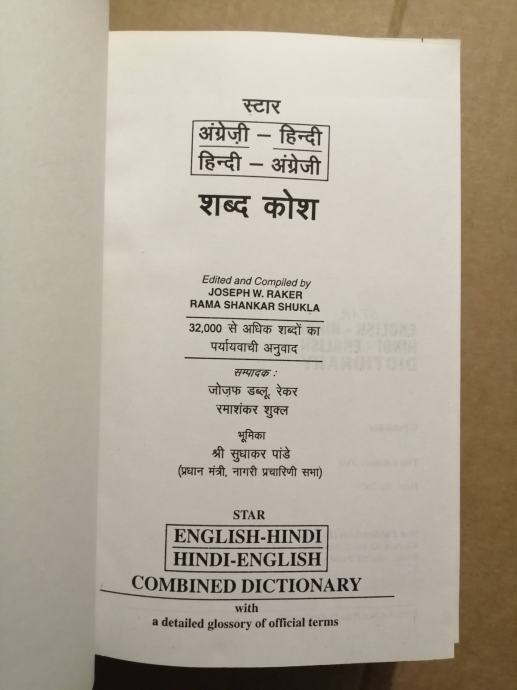 स्टार
अंग्रेज़ी – हिन्दी
हिन्दी – अंग्रेजी
शब्द कोश
Edited and Compiled by
JOSEPH W. RAKER
RAMA SHANKAR SHUKLA
32,000 से अधिक शब्दों का
पर्यायवाची अनुवाद
सम्पादक :
जोज़फ डब्लू. रेकर
रमाशंकर शुक्ल
भूमिका
श्री सुधाकर पांडे
(प्रधान मंत्री, नागरी प्रचारिणी सभा)
STAR
ENGLISH-HINDI
HINDI-ENGLISH
COMBINED DICTIONARY
with
a detailed glossory of official terms